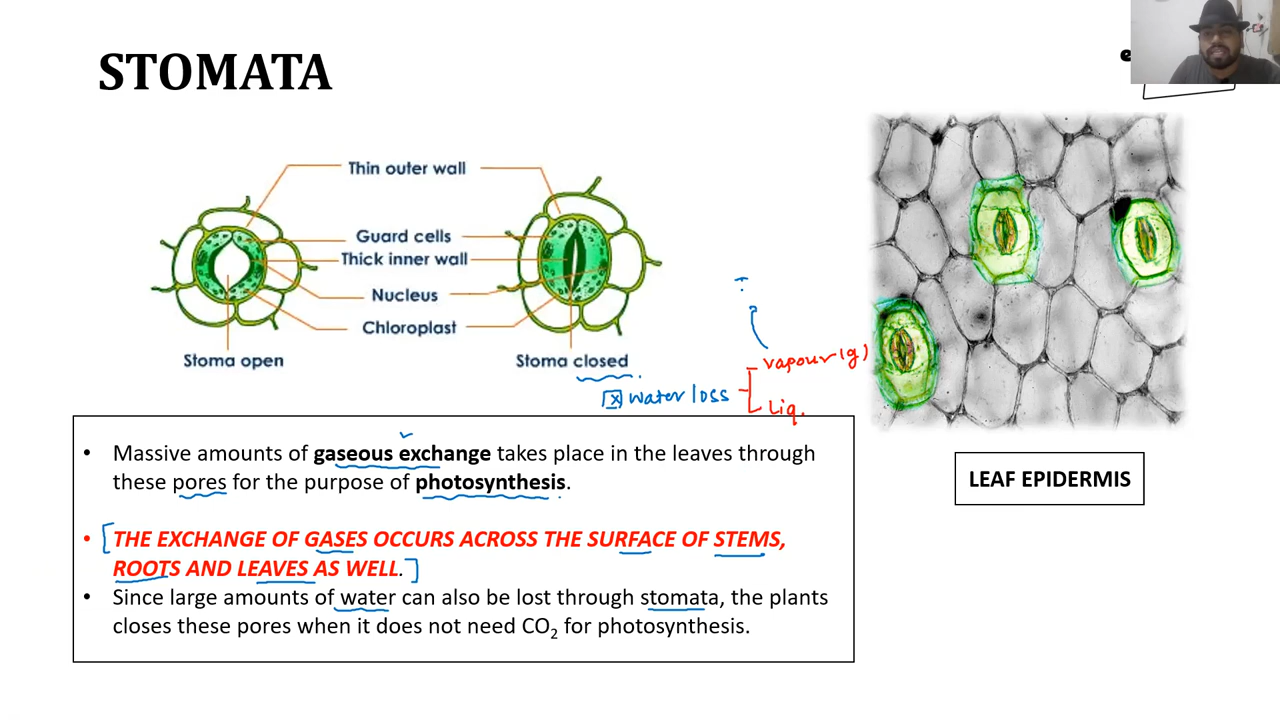 STOMATA
Thin outer wall
Guard cells
Thick inner wall
Nucleus
Chloroplast
Stoma open
Stoma closed
vapour (g)
water loss
Liq.
• Massive amounts of gaseous exchange takes place in the leaves through
these pores for the purpose of photosynthesis.
• THE EXCHANGE OF GASES OCCURS ACROSS THE SURFACE OF STEMS,
ROOTS AND LEAVES AS WELL.
• Since large amounts of water can also be lost through stomata, the plants
closes these pores when it does not need CO₂ for photosynthesis.
LEAF EPIDERMIS